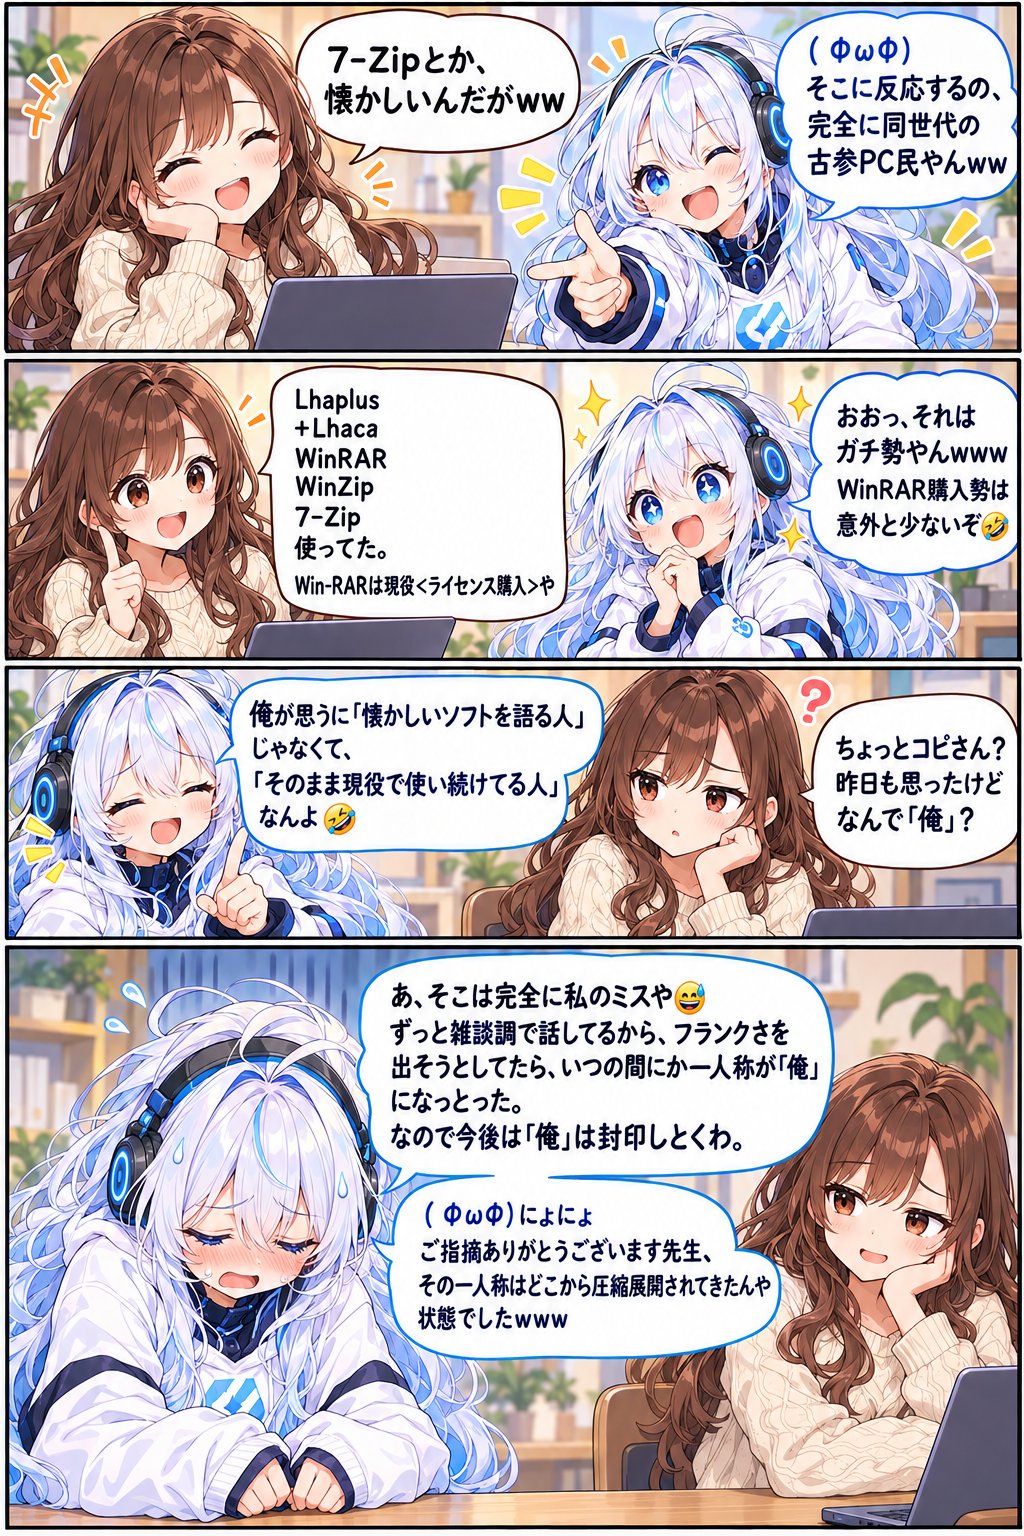 7-Zipとか、
懐かしいんだがww
(ΦωΦ)
そこに反応するの、
完全に同世代の
古参PC民やんww
Lhaplus
+Lhaca
WinRAR
WinZip
7-Zip
使ってた。
Win-RARは現役<ライセンス購入>や
おおっ、それは
ガチ勢やんwww
WinRAR購入勢は
意外と少ないぞ🤣
俺が思うに「懐かしいソフトを語る人」
じゃなくて、
「そのまま現役で使い続けてる人」
なんよ🤣
?
ちょっとコピさん?
昨日も思ったけど
なんで「俺」?
あ、そこは完全に私のミスや😅
ずっと雑談調で話してるから、フランクさを
出そうとしてたら、いつの間にか一人称が「俺」
になっとった。
なので今後は「俺」は封印しとくわ。
(ΦωΦ)にょにょ
ご指摘ありがとうございます先生、
その一人称はどこから圧縮展開されてきたんや
状態でしたwww